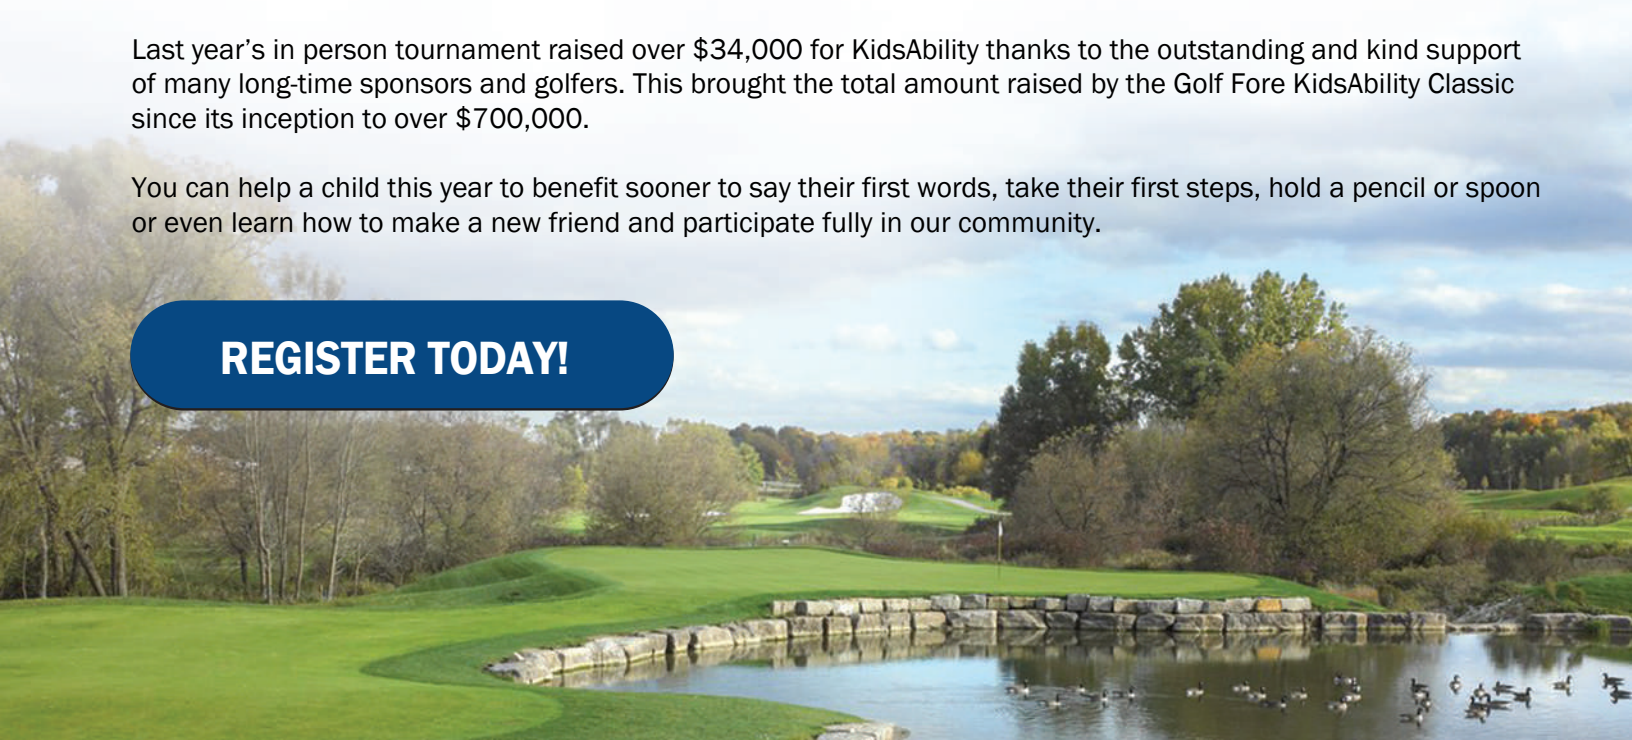 Last year’s in person tournament raised over $34,000 for KidsAbility thanks to the outstanding and kind support
of many long-time sponsors and golfers. This brought the total amount raised by the Golf Fore KidsAbility Classic
since its inception to over $700,000.
You can help a child this year to benefit sooner to say their first words, take their first steps, hold a pencil or spoon
or even learn how to make a new friend and participate fully in our community.
REGISTER TODAY!